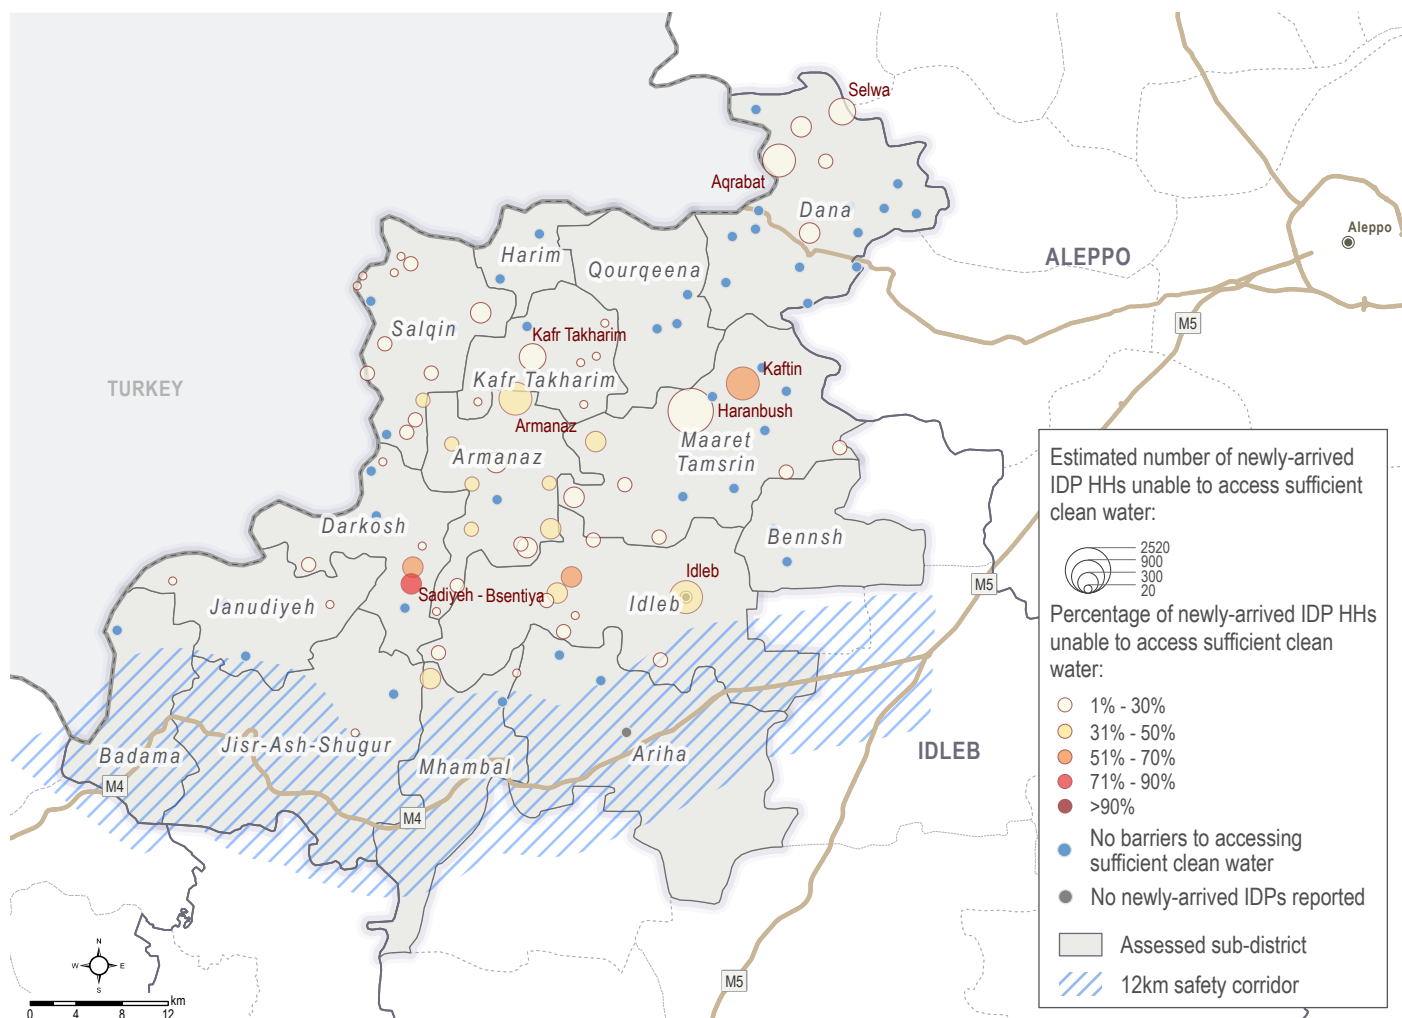 Selwa
Aqrabat
Dana
Aleppo
Harim
ALEPPO
Qourqeena
Salqin
Kafr Takharim
M5
TURKEY
Kafr Takharim
Kaftin
Haranbush
Armanaz
Maaret
Tamsrin
Armanaz
Darkosh
Bennsh
Idleb
M5
Sadiyeh - Bsentiya
Janudiyeh
Idleb
Badama
Jisr-Ash-Shugur
Mhambal
Ariha
IDLEB
M4
M4
M5
N
W
E
S
km
0
4
8
12
Estimated number of newly-arrived
IDP HHs unable to access sufficient
clean water:
2520
900
300
20
Percentage of newly-arrived IDP HHs
unable to access sufficient clean
water:
1% - 30%
31% - 50%
51% - 70%
71% - 90%
>90%
No barriers to accessing
sufficient clean water
No newly-arrived IDPs reported
Assessed sub-district
12km safety corridor